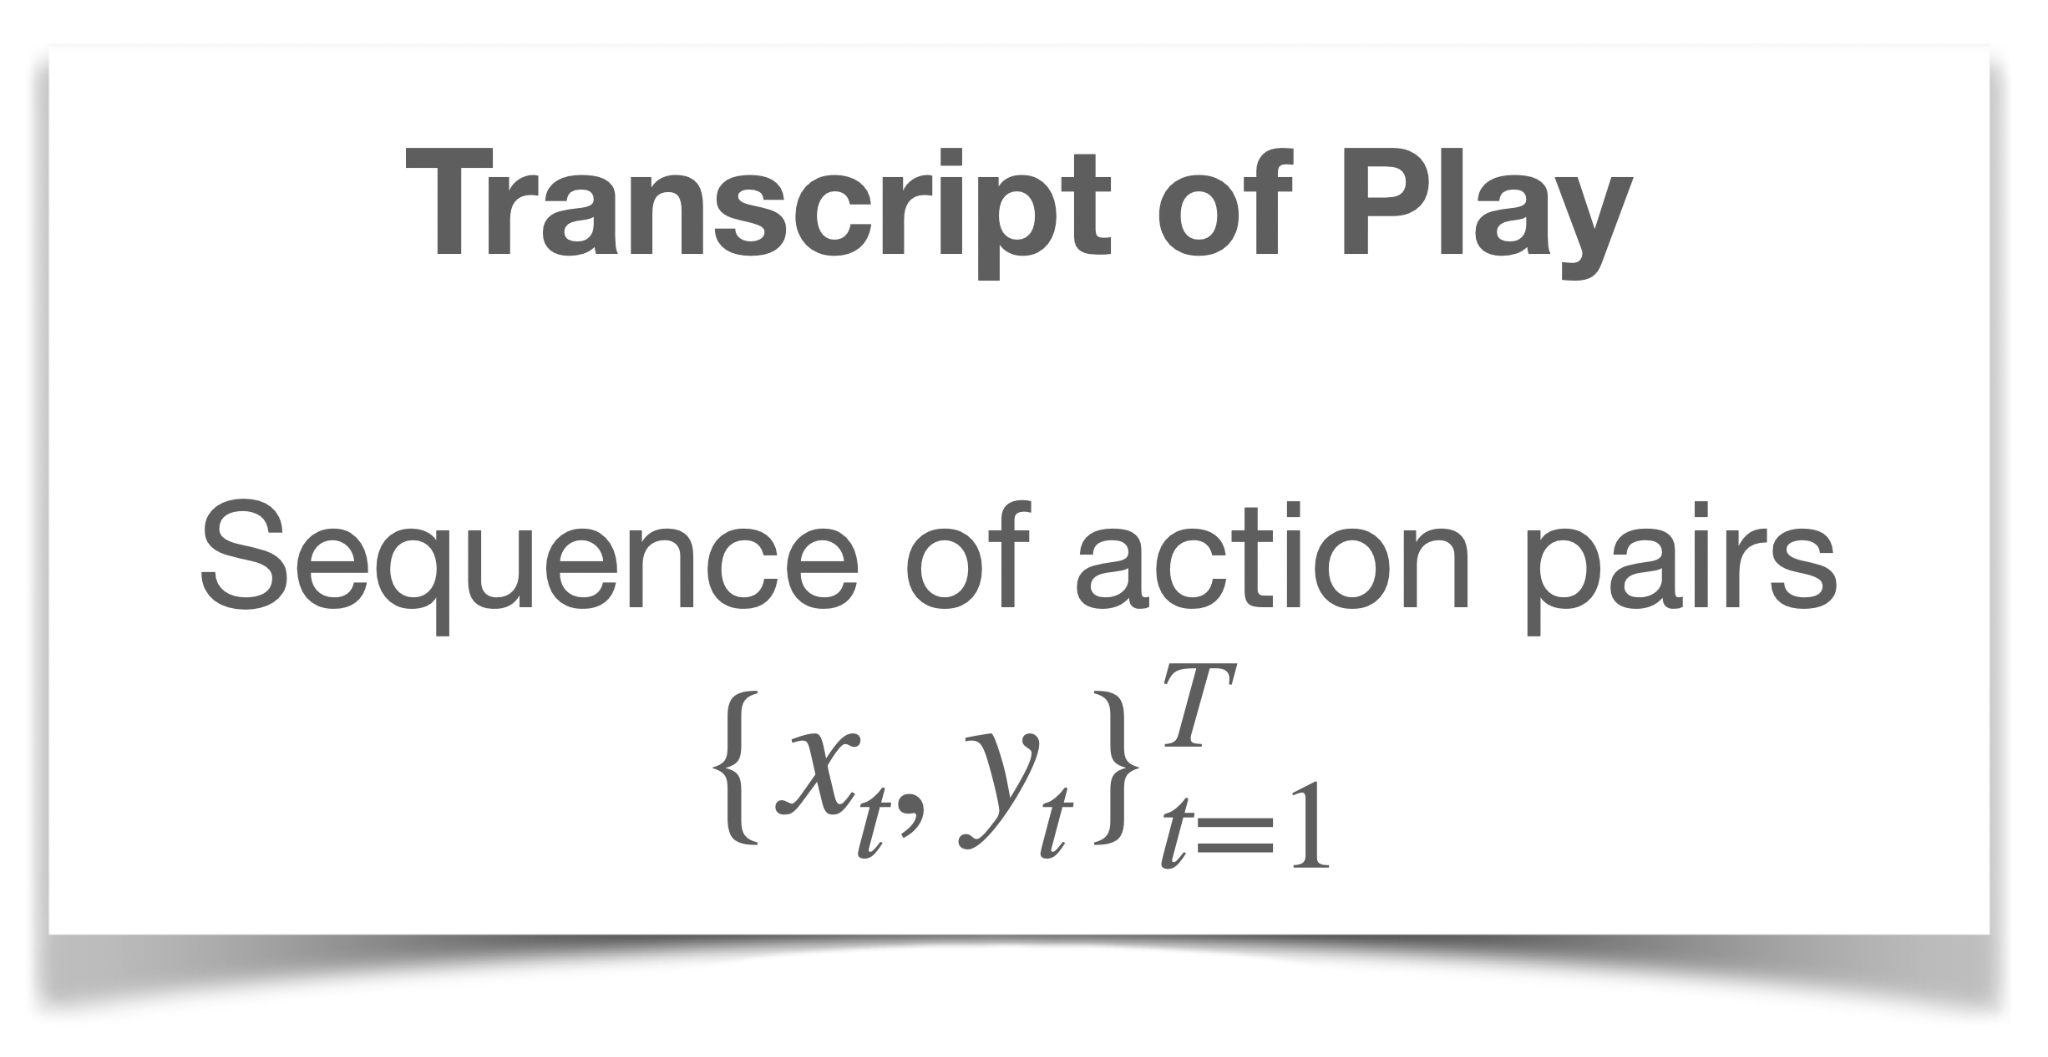 Transcript of Play
Sequence of action pairs
{x_t, y_t}_{t=1}^T